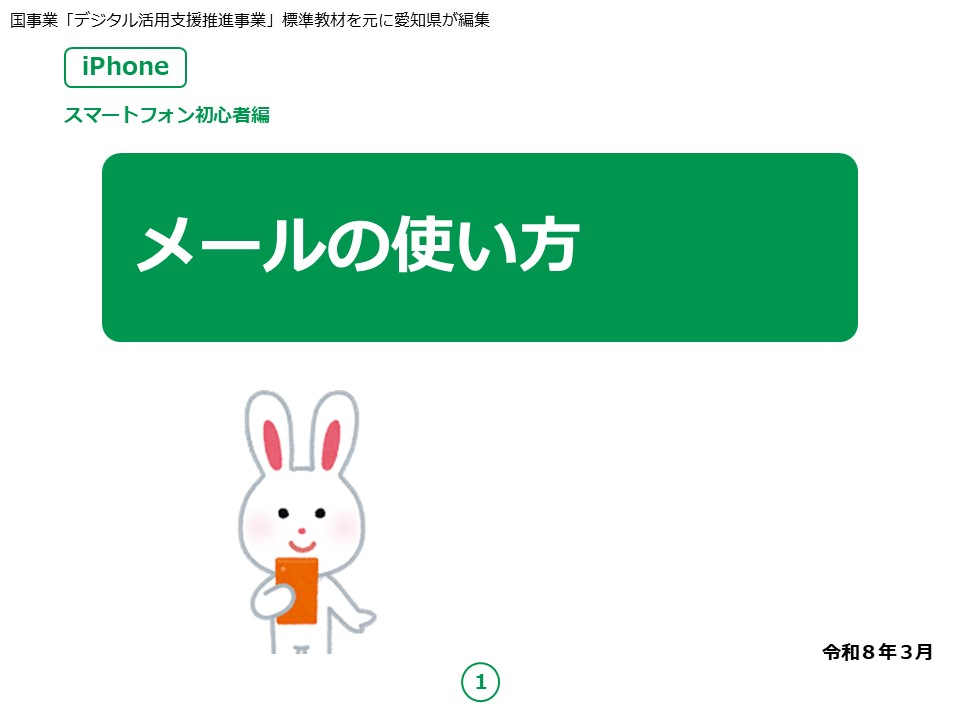 国事業「デジタル活用支援推進事業」標準教材を元に愛知県が編集
iPhone
スマートフォン初心者編
メールの使い方
令和８年３月
1